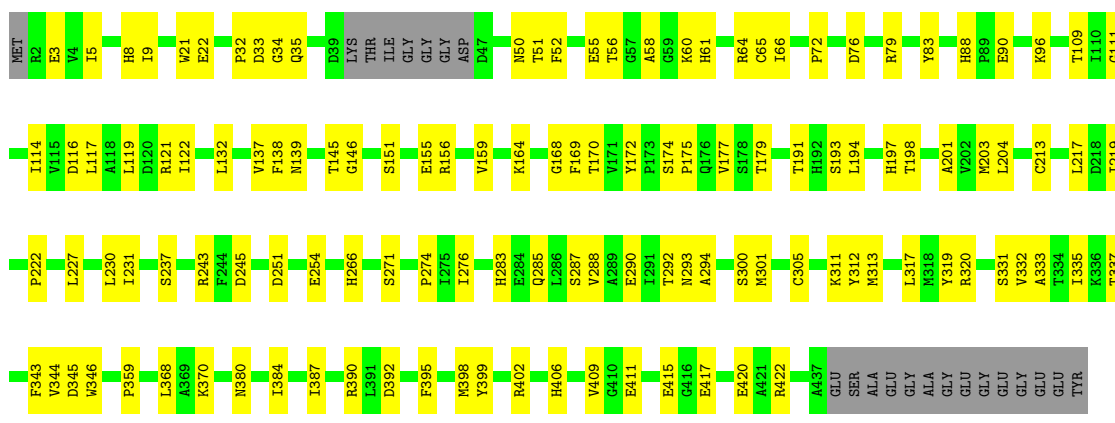 MET R2 E3 V4 I5 H8 I9 W21 E22 P32 D33 G34 Q35 D39 LYS THR ILE GLY GLY GLY ASP D47 N50 T51 F52 E55 T56 G57 A58 G59 K60 H61 R64 C65 I66 P72 D76 R79 Y83 H88 P89 E90 K96 T109 I110 G111
I114 V115 D116 L117 A118 L119 D120 R121 I122 L132 V137 F138 N139 T145 G146 S151 E155 R156 V159 K164 G168 F169 T170 V171 Y172 P173 S174 P175 Q176 V177 S178 T179 T191 H192 S193 L194 H197 T198 A201 V202 M203 L204 C213 L217 D218
P222 L227 L230 I231 S237 R243 F244 D245 D251 E254 H266 S271 P274 I275 I276 H283 E284 Q285 L286 S287 V288 A289 E290 I291 T292 N293 A294 S300 M301 C305 K311 Y312 M313 L317 M318 Y319 R320 S331 V332 A333 T334 I335 K336 T337
F343 V344 D345 W346 P359 L368 A369 K370 N380 I384 I387 R390 L391 D392 F395 M398 Y399 R402 H406 V409 G410 E411 E415 G416 E417 E420 A421 R422 A437 GLU SER ALA GLU GLY ALA GLY GLU GLY GLU GLY GLU GLU TYR